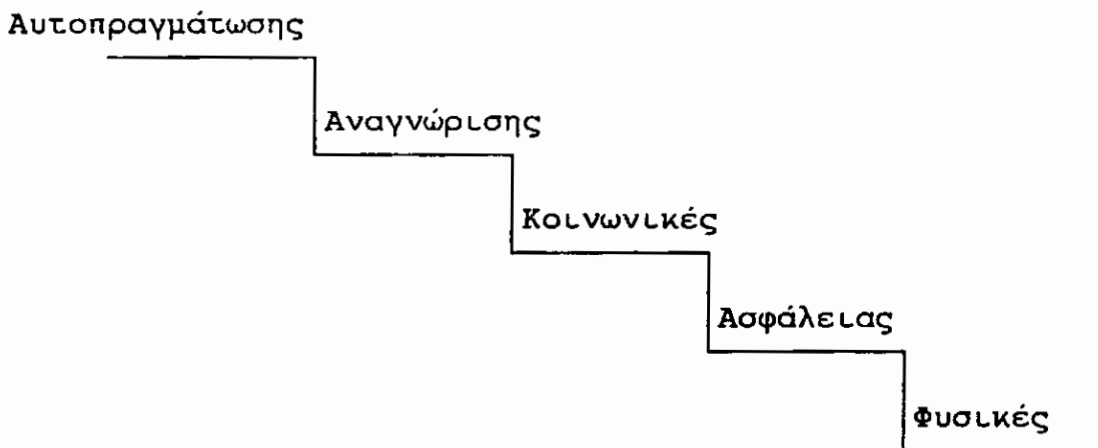 Αυτοπραγμάτωσης
Αναγνώρισης
Κοινωνικές
Ασφάλειας
Φυσικές